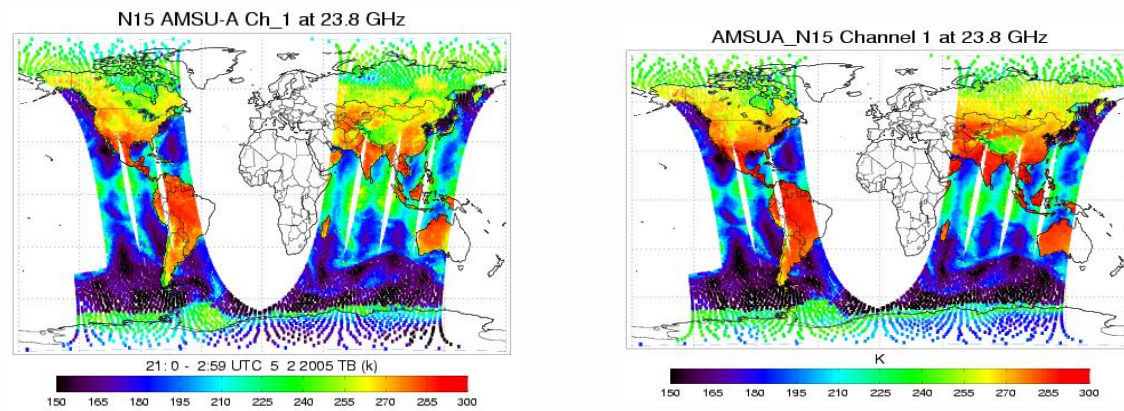 N15 AMSU-A Ch_1 at 23.8 GHz
21: 0 - 2:59 UTC 5 2 2005 TB (k)
150 165 180 195 210 225 240 255 270 285 300
AMSUA_N15 Channel 1 at 23.8 GHz
K
150 165 180 195 210 225 240 255 270 285 300